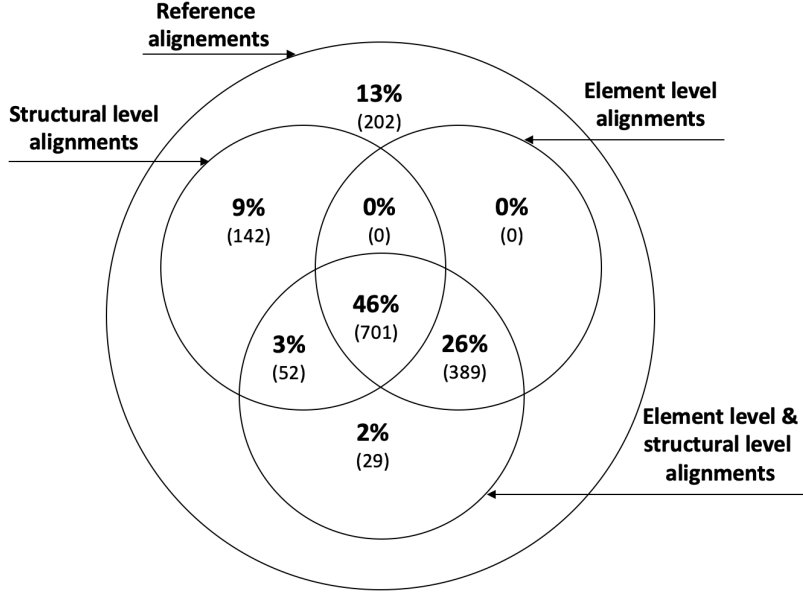 Reference
alignements
13%
(202)
Element level
alignments
Structural level
alignments
9%
(142)
0%
(0)
0%
(0)
46%
(701)
3%
(52)
26%
(389)
2%
(29)
Element level &
structural level
alignments